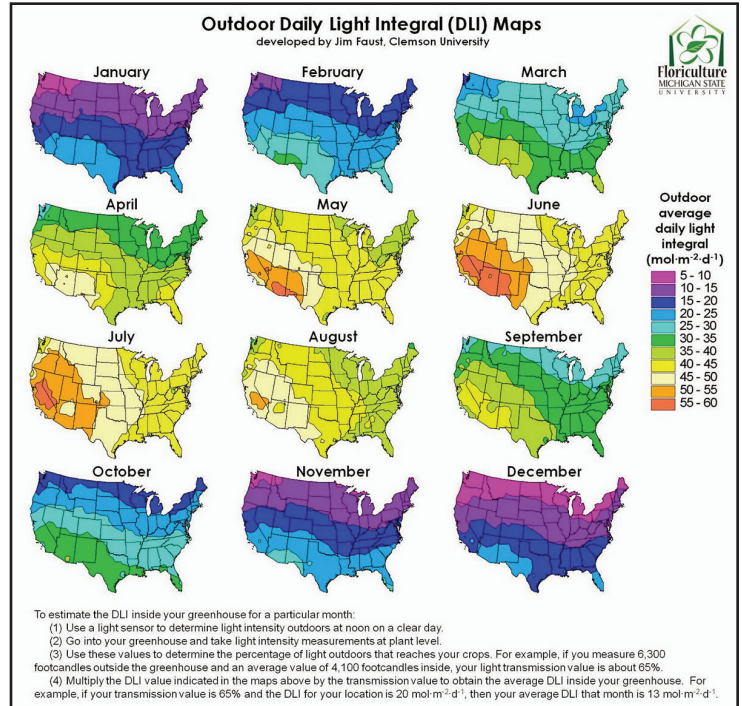 Outdoor Daily Light Integral (DLI) Maps
developed by Jim Faust, Clemson University
Floriculture
MICHIGAN STATE
UNIVERSITY
January
February
March
April
May
June
July
August
September
October
November
December
Outdoor
average
daily light
integral
(mol·m⁻²·d⁻¹)
5 - 10
10 - 15
15 - 20
20 - 25
25 - 30
30 - 35
35 - 40
40 - 45
45 - 50
50 - 55
55 - 60
To estimate the DLI inside your greenhouse for a particular month:
(1) Use a light sensor to determine light intensity outdoors at noon on a clear day.
(2) Go into your greenhouse and take light intensity measurements at plant level.
(3) Use these values to determine the percentage of light outdoors that reaches your crops. For example, if you measure 6,300
footcandles outside the greenhouse and an average value of 4,100 footcandles inside, your light transmission value is about 65%.
(4) Multiply the DLI value indicated in the maps above by the transmission value to obtain the average DLI inside your greenhouse. For
example, if your transmission value is 65% and the DLI for your location is 20 mol·m⁻²·d⁻¹, then your average DLI that month is 13 mol·m⁻²·d⁻¹.